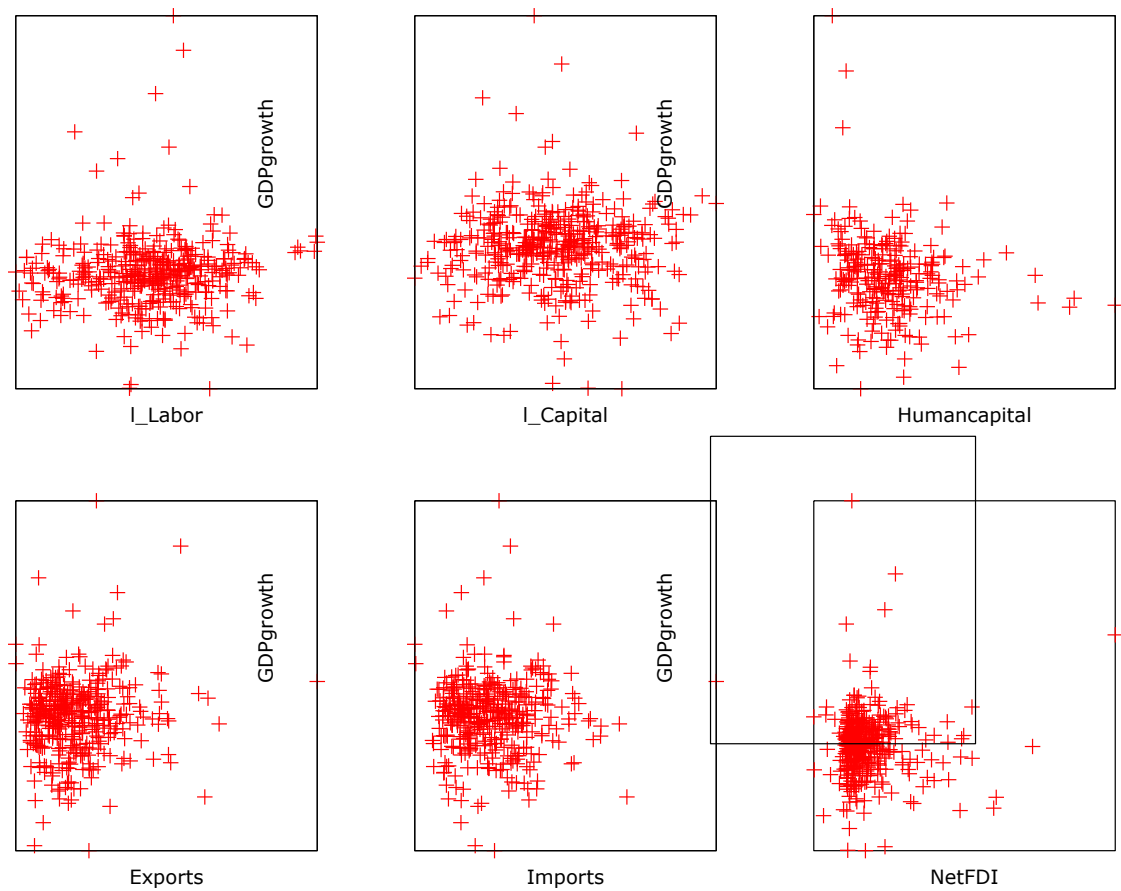 GDPgrowth
GDPgrowth
l_Labor
l_Capital
Humancapital
GDPgrowth
GDPgrowth
Exports
Imports
NetFDI